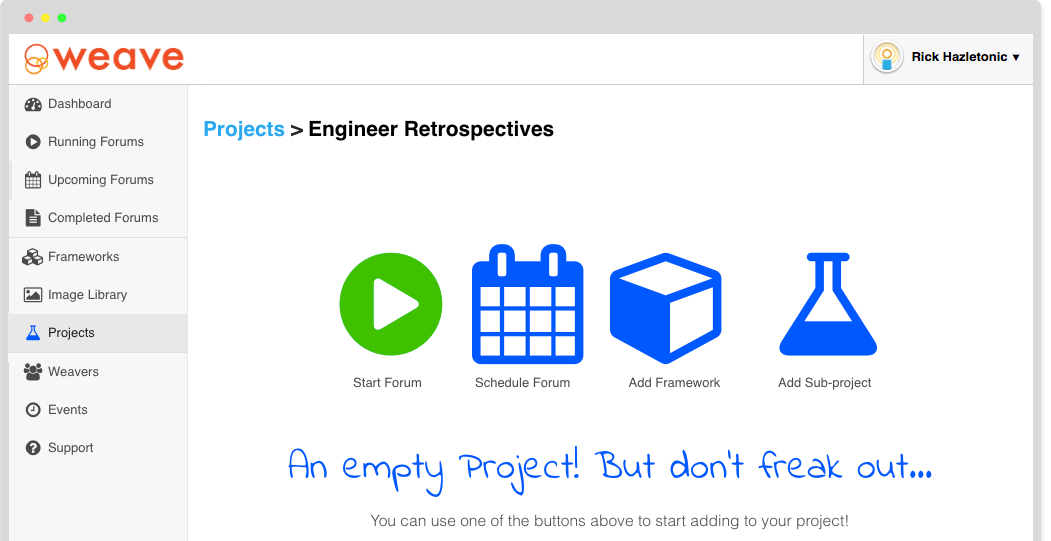 weave
Rick Hazletonic ▾
Dashboard
Running Forums
Upcoming Forums
Completed Forums
Frameworks
Image Library
Projects
Weavers
Events
Support
Projects > Engineer Retrospectives
Start Forum
Schedule Forum
Add Framework
Add Sub-project
An empty Project! But don't freak out...
You can use one of the buttons above to start adding to your project!